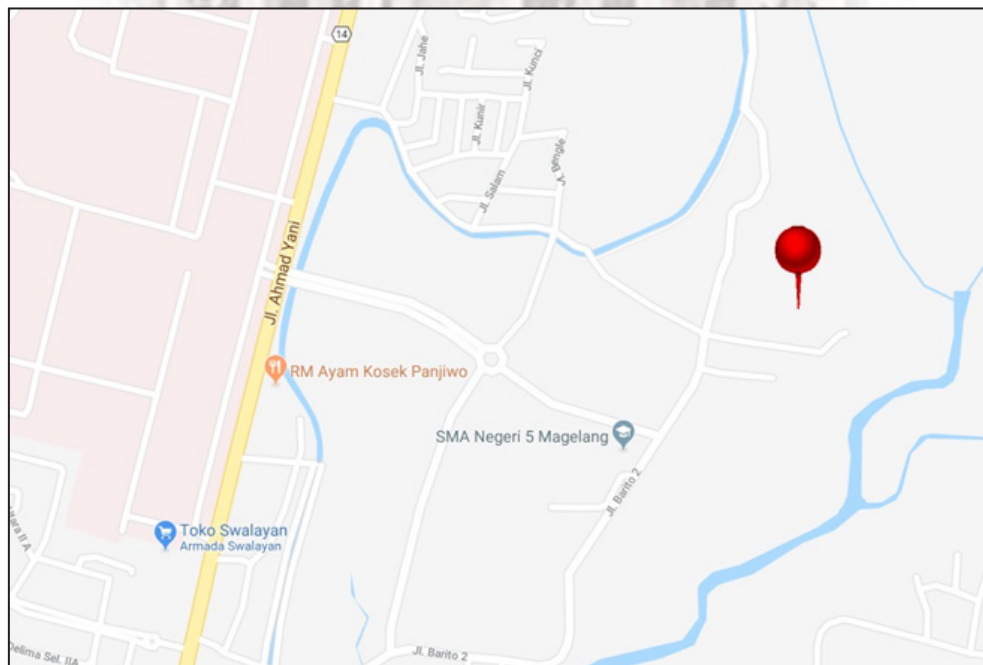 14
Jl. Jahe
Jl. Kunci
Jl. Kunir
Jl. Salam
Jl. Bengle
Jl. Ahmad Yani
RM Ayam Kosek Panjiwo
SMA Negeri 5 Magelang
Jl. Barito 2
Toko Swalayan
Armada Swalayan
II A
Delima Sel. IIA
Jl. Barito 2